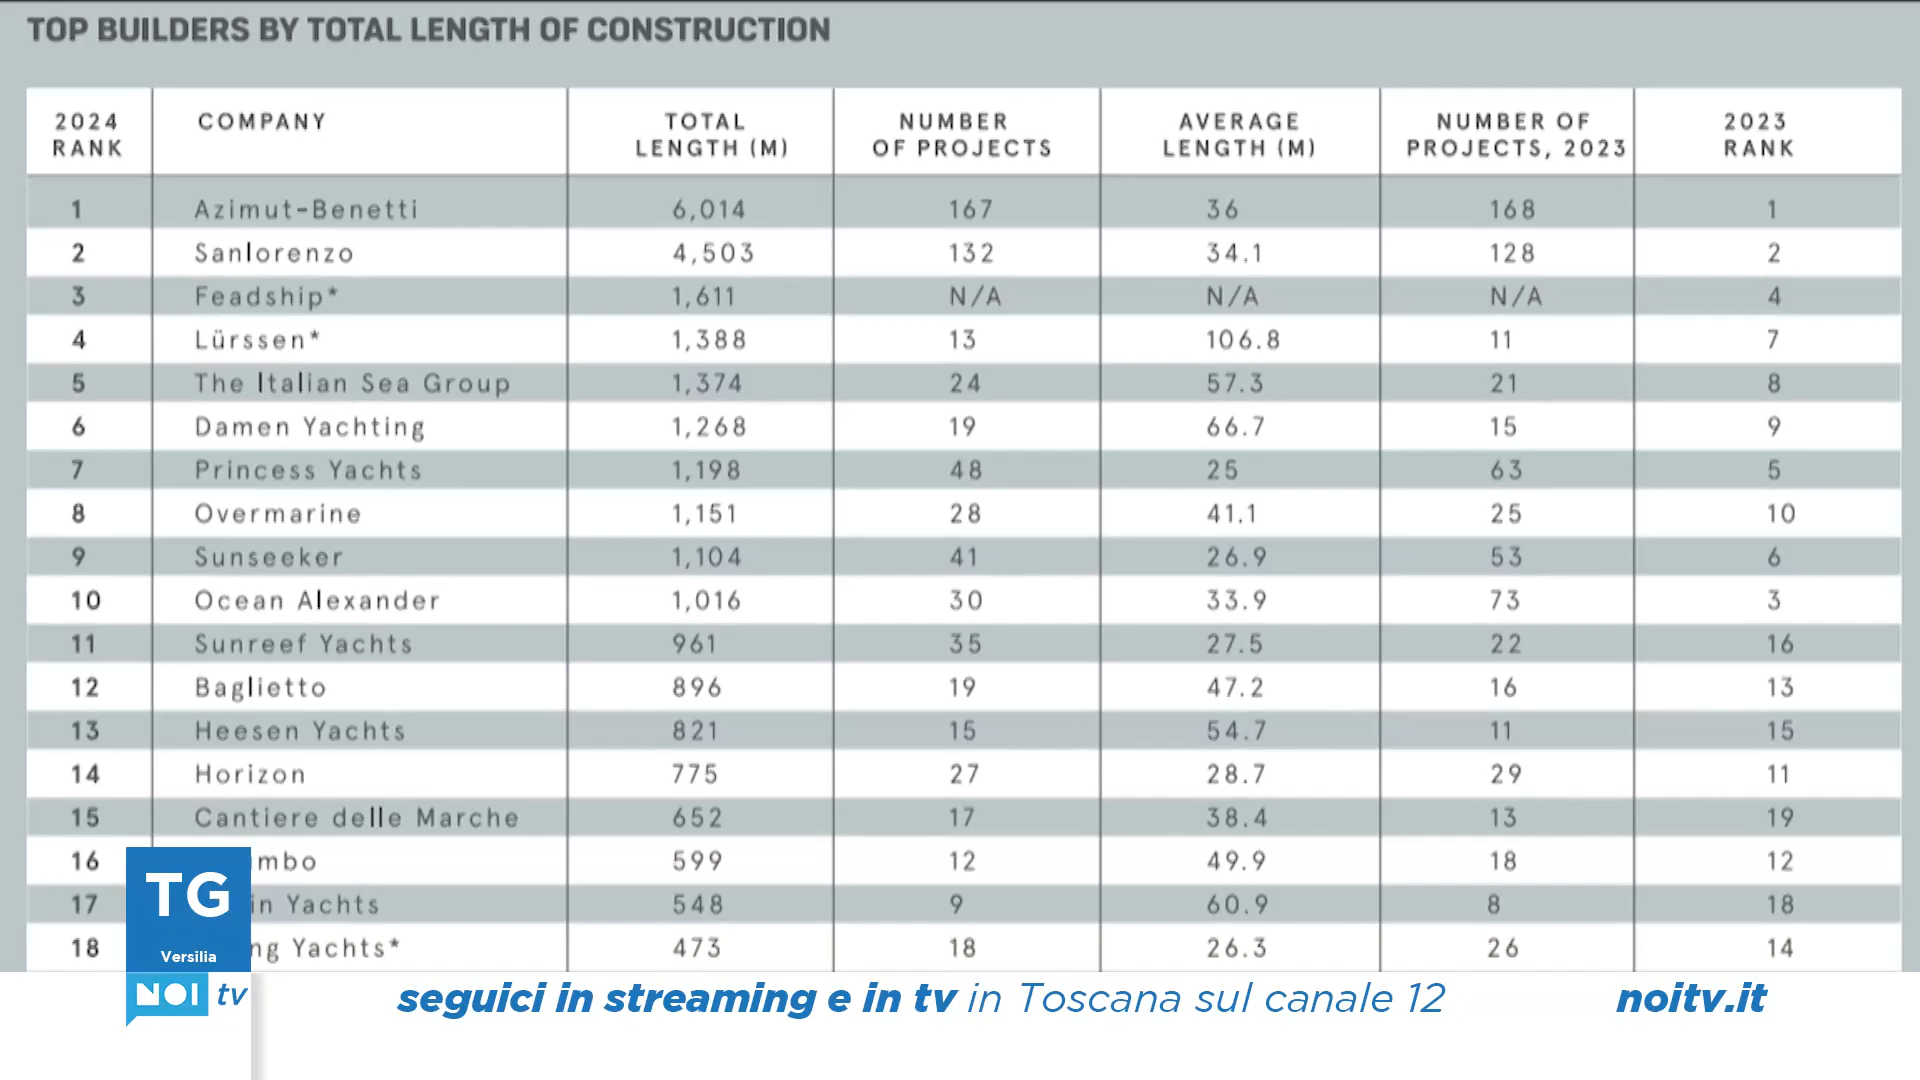 TOP BUILDERS BY TOTAL LENGTH OF CONSTRUCTION
2024 RANK COMPANY TOTAL LENGTH (M) NUMBER OF PROJECTS AVERAGE LENGTH (M) NUMBER OF PROJECTS, 2023 2023 RANK
1 Azimut-Benetti 6,014 167 36 168 1
2 Sanlorenzo 4,503 132 34.1 128 2
3 Feadship* 1,611 N/A N/A N/A 4
4 Lürssen* 1,388 13 106.8 11 7
5 The Italian Sea Group 1,374 24 57.3 21 8
6 Damen Yachting 1,268 19 66.7 15 9
7 Princess Yachts 1,198 48 25 63 5
8 Overmarine 1,151 28 41.1 25 10
9 Sunseeker 1,104 41 26.9 53 6
10 Ocean Alexander 1,016 30 33.9 73 3
11 Sunreef Yachts 961 35 27.5 22 16
12 Baglietto 896 19 47.2 16 13
13 Heesen Yachts 821 15 54.7 11 15
14 Horizon 775 27 28.7 29 11
15 Cantiere delle Marche 652 17 38.4 13 19
16 mbo 599 12 49.9 18 12
17 in Yachts 548 9 60.9 8 18
18 ng Yachts* 473 18 26.3 26 14
TG
Versilia
NOI tv
seguici in streaming e in tv in Toscana sul canale 12
noitv.it